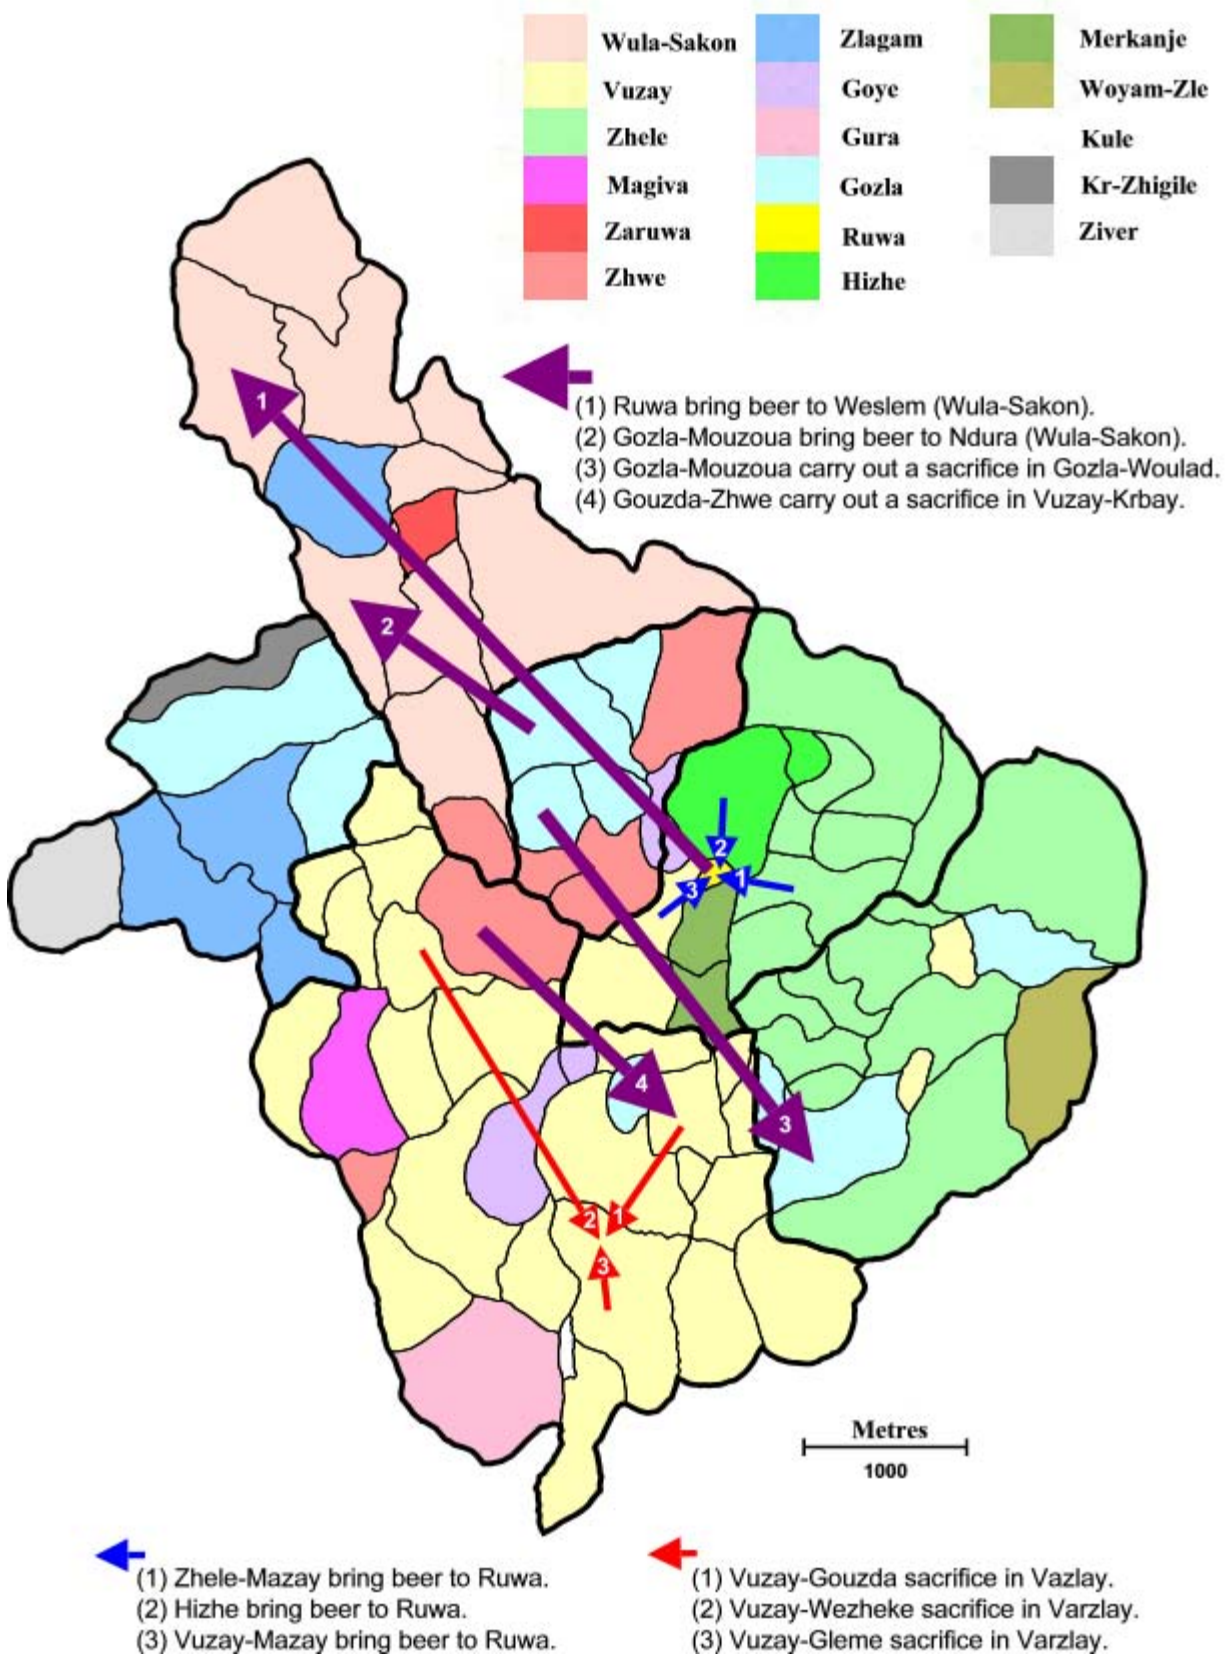 Wula-Sakon
Vuzay
Zhele
Magiva
Zaruwa
Zhwe
Zlagam
Goye
Gura
Gozla
Ruwa
Hizhe
Merkanje
Woyam-Zle
Kule
Kr-Zhigile
Ziver
(1) Ruwa bring beer to Weslem (Wula-Sakon).
(2) Gozla-Mouzoua bring beer to Ndura (Wula-Sakon).
(3) Gozla-Mouzoua carry out a sacrifice in Gozla-Woulad.
(4) Gouzda-Zhwe carry out a sacrifice in Vuzay-Krbay.
1
2
2
1
3
4
3
2
1
3
Metres
1000
(1) Zhele-Mazay bring beer to Ruwa.
(2) Hizhe bring beer to Ruwa.
(3) Vuzay-Mazay bring beer to Ruwa.
(1) Vuzay-Gouzda sacrifice in Vazlay.
(2) Vuzay-Wezheke sacrifice in Varzlay.
(3) Vuzay-Gleme sacrifice in Varzlay.